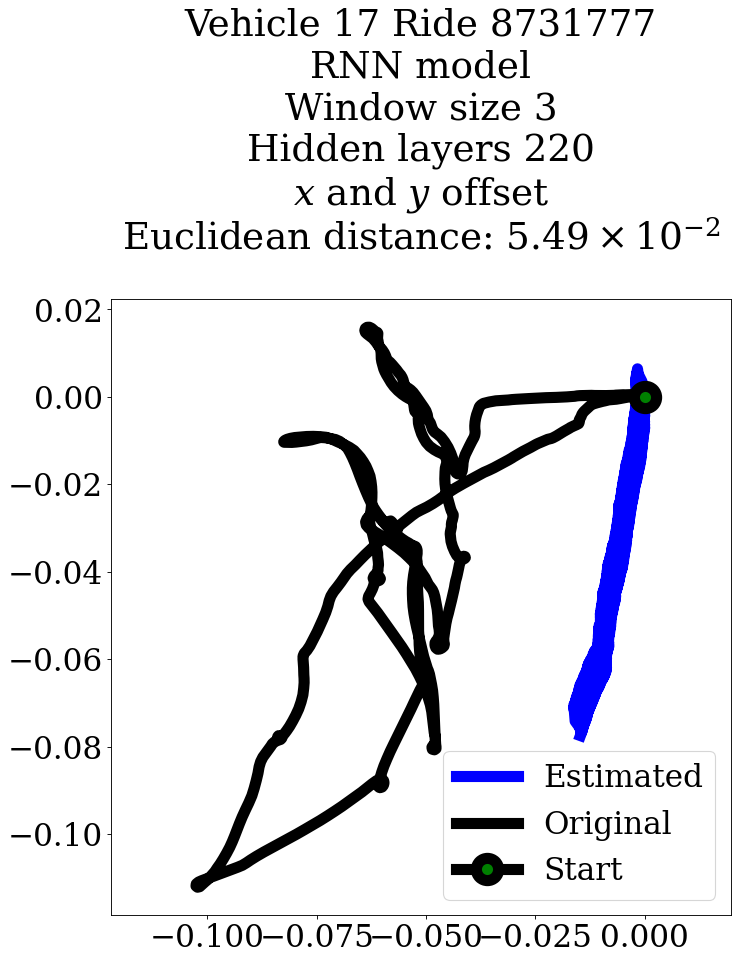 Vehicle 17 Ride 8731777
RNN model
Window size 3
Hidden layers 220
x and y offset
Euclidean distance: 5.49 × 10⁻²
0.02
0.00
−0.02
−0.04
−0.06
−0.08
−0.10
Estimated
Original
Start
−0.100 −0.075 −0.050 −0.025 0.000